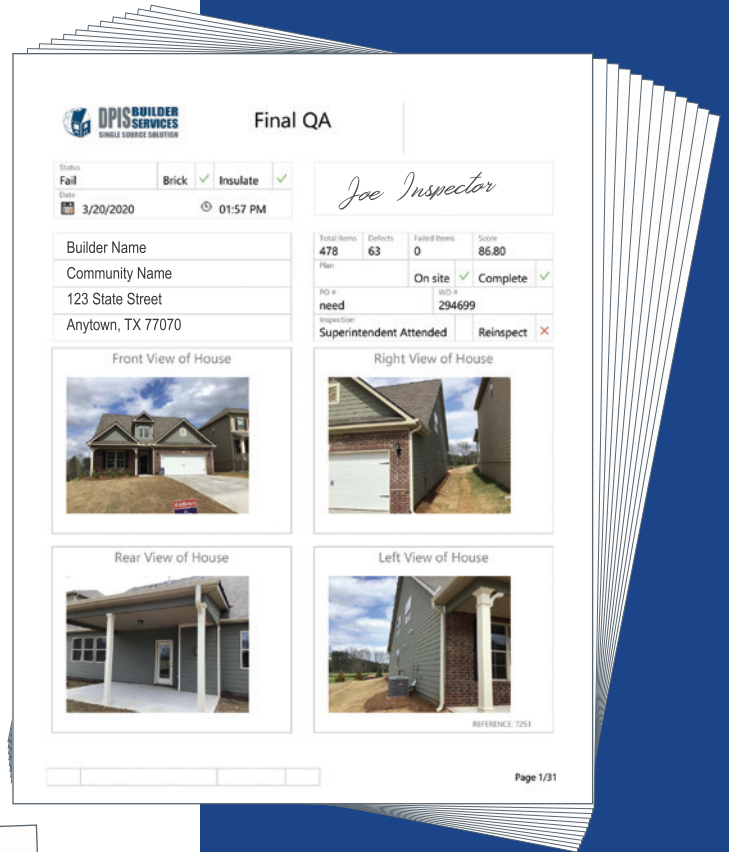 DPIS BUILDER SERVICES
SINGLE SOURCE SOLUTION
Final QA
Status
Fail
Brick
Insulate
Date
3/20/2020
01:57 PM
Joe Inspector
Builder Name
Community Name
123 State Street
Anytown, TX 77070
Total Items Defects Failed Items Score
478 63 0 86.80
Plan
On site Complete
PO # WO #
need 294699
Inspection
Superintendent Attended Reinspect
Front View of House
Right View of House
Rear View of House
Left View of House
REFERENCE: 7251
Page 1/31